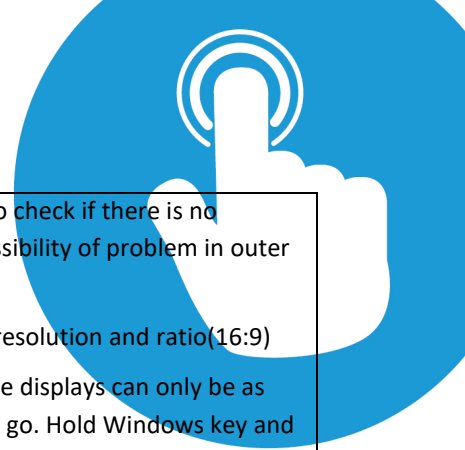 check if there is no
of problem in outer
resolution and ratio(16:9)
displays can only be as
go. Hold Windows key and